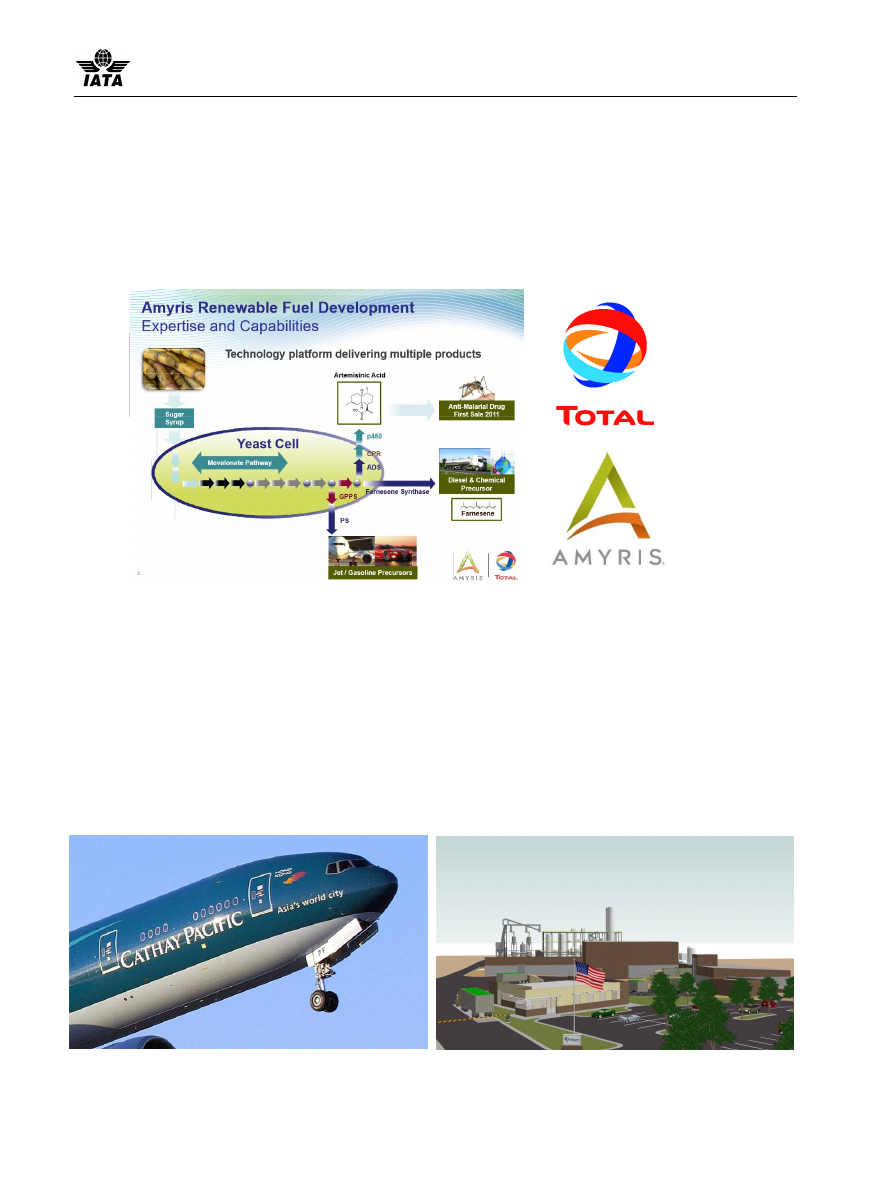 IATA
Amyris Renewable Fuel Development
Expertise and Capabilities
Technology platform delivering multiple products
Artemisinic Acid
Anti-Malarial Drug
First Sale 2011
Sugar
Syrup
p450
CPR
ADS
Yeast Cell
Mevalonate Pathway
Farnesene Synthase
GPPS
PS
Diesel & Chemical
Precursor
Farnesene
Jet / Gasoline Precursors
AMYRIS
TOTAL
2
TOTAL
AMYRIS.
CATHAY PACIFIC
Asia's world city
PF